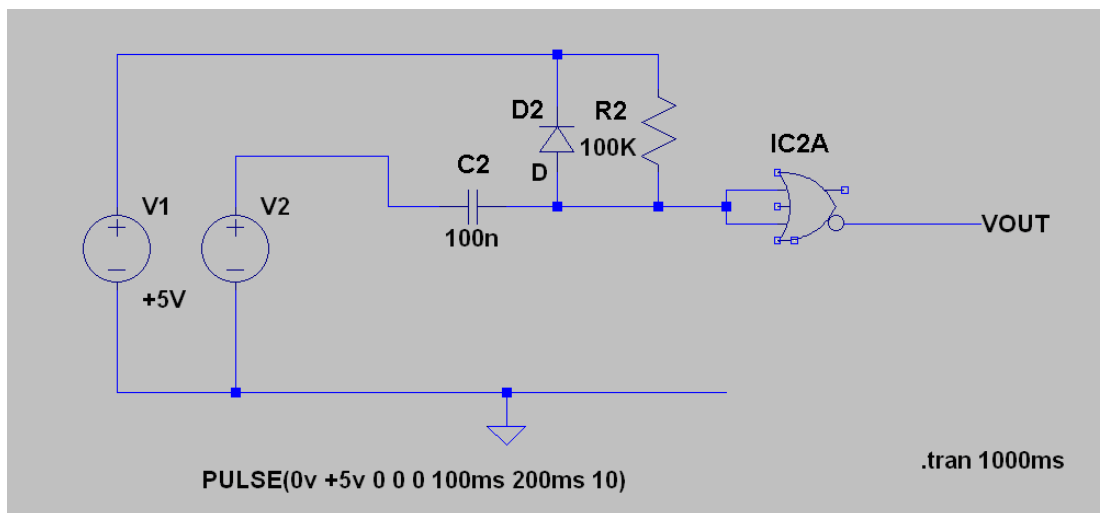 D2
R2
IC2A
100K
C2
D
V1
V2
100n
VOUT
+5V
.tran 1000ms
PULSE(0v +5v 0 0 0 100ms 200ms 10)